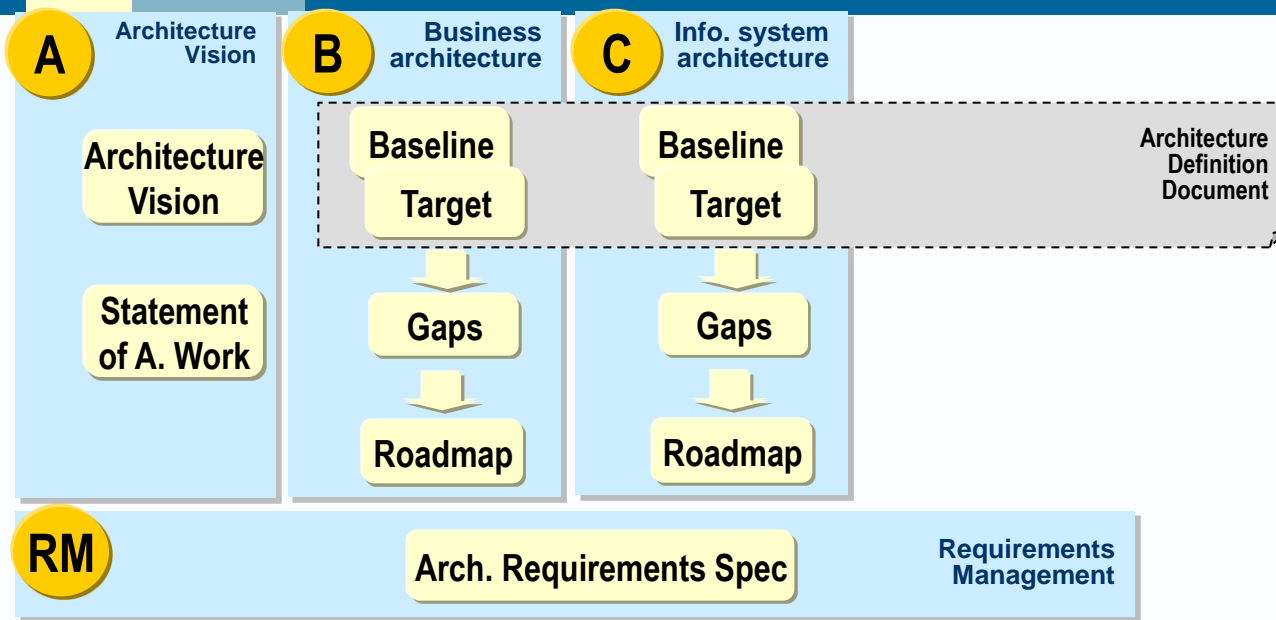 A
Architecture
Vision
Architecture
Vision
Statement
of A. Work
B
Business
architecture
Baseline
Target
Gaps
Roadmap
C
Info. system
architecture
Baseline
Target
Gaps
Roadmap
Architecture
Definition
Document
RM
Arch. Requirements Spec
Requirements
Management